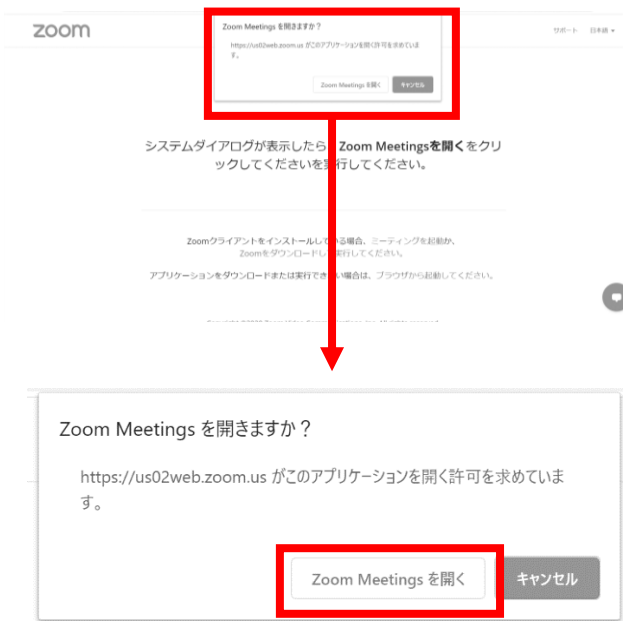 zoom
サポート 日本語
Zoom Meetings を開きますか？
https://us02web.zoom.us がこのアプリケーションを開く許可を求めていま
す。
Zoom Meetings を開く キャンセル
システムダイアログが表示したら、Zoom Meetingsを開くをクリ
ックしてくださいを実行してください。
Zoomクライアントをインストールしている場合、ミーティングを起動か、
Zoomをダウンロードし 実行してください。
アプリケーションをダウンロードまたは実行でき い場合は、ブラウザから起動してください。
Zoom Meetings を開きますか？
https://us02web.zoom.us がこのアプリケーションを開く許可を求めていま
す。
Zoom Meetings を開く キャンセル